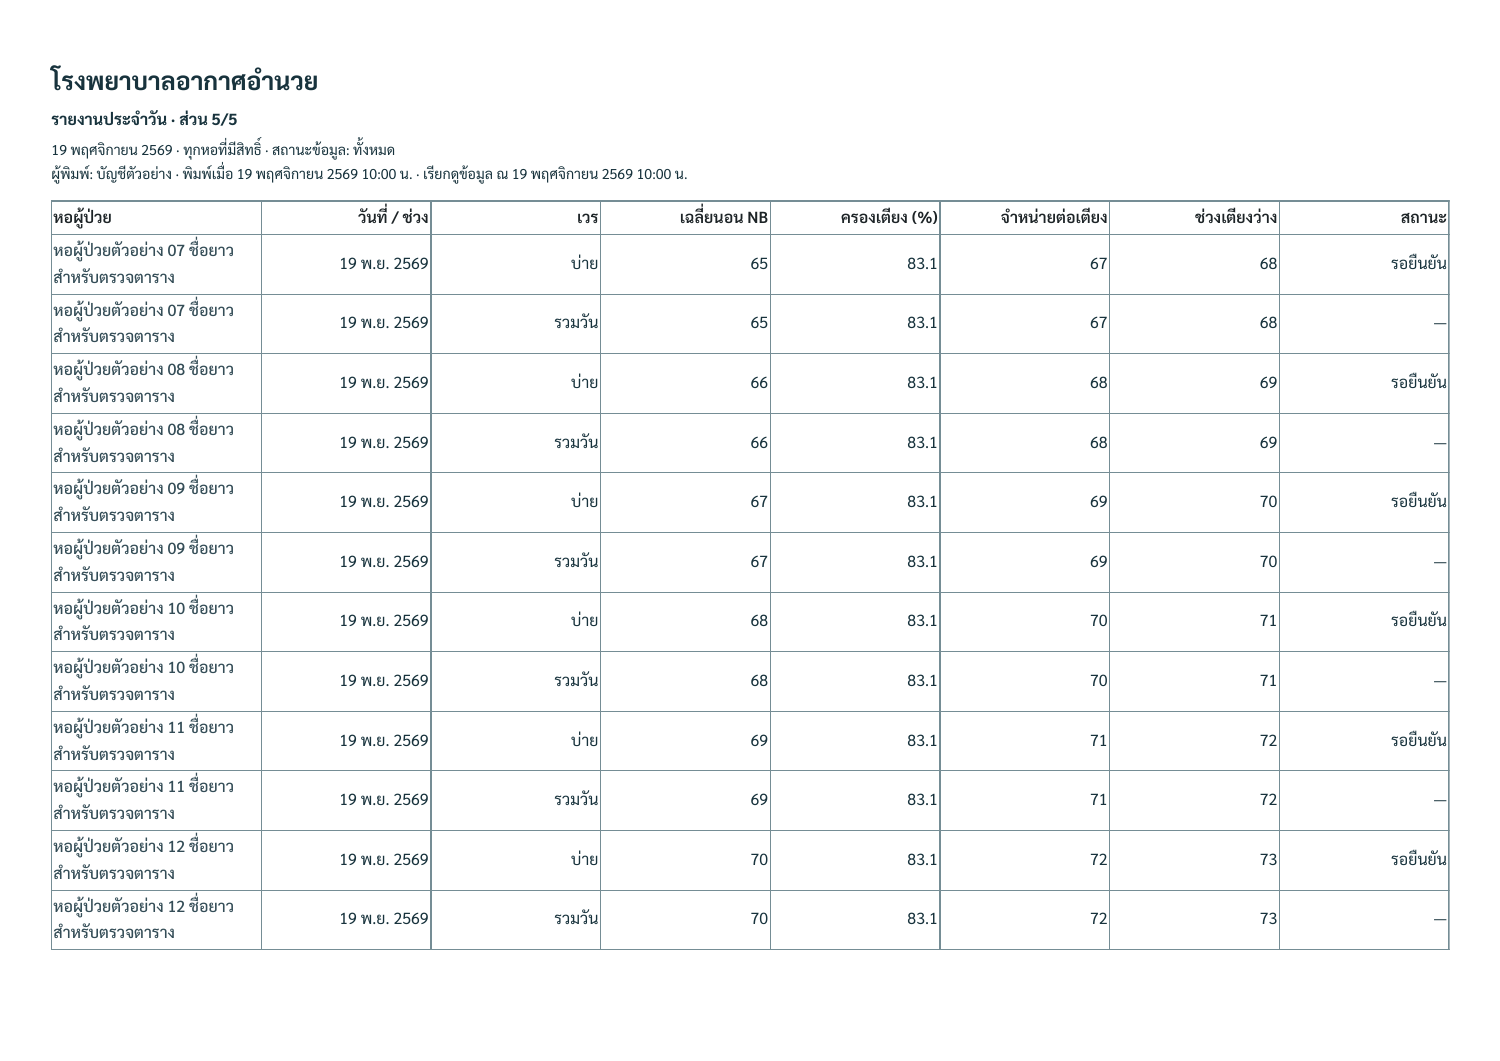 โรงพยาบาลอากาศอำนวย
รายงานประจำวัน · ส่วน 5/5
19 พฤศจิกายน 2569 · ทุกหอที่มีสิทธิ์ · สถานะข้อมูล: ทั้งหมด
ผู้พิมพ์: บัญชีตัวอย่าง · พิมพ์เมื่อ 19 พฤศจิกายน 2569 10:00 น. · เรียกดูข้อมูล ณ 19 พฤศจิกายน 2569 10:00 น.
หอผู้ป่วย วันที่ / ช่วง เวร เฉลี่ยนอน NB ครองเตียง (%) จำหน่ายต่อเตียง ช่วงเตียงว่าง สถานะ
หอผู้ป่วยตัวอย่าง 07 ชื่อยาว
สำหรับตรวจตาราง 19 พ.ย. 2569 บ่าย 65 83.1 67 68 รอยืนยัน
หอผู้ป่วยตัวอย่าง 07 ชื่อยาว
สำหรับตรวจตาราง 19 พ.ย. 2569 รวมวัน 65 83.1 67 68 —
หอผู้ป่วยตัวอย่าง 08 ชื่อยาว
สำหรับตรวจตาราง 19 พ.ย. 2569 บ่าย 66 83.1 68 69 รอยืนยัน
หอผู้ป่วยตัวอย่าง 08 ชื่อยาว
สำหรับตรวจตาราง 19 พ.ย. 2569 รวมวัน 66 83.1 68 69 —
หอผู้ป่วยตัวอย่าง 09 ชื่อยาว
สำหรับตรวจตาราง 19 พ.ย. 2569 บ่าย 67 83.1 69 70 รอยืนยัน
หอผู้ป่วยตัวอย่าง 09 ชื่อยาว
สำหรับตรวจตาราง 19 พ.ย. 2569 รวมวัน 67 83.1 69 70 —
หอผู้ป่วยตัวอย่าง 10 ชื่อยาว
สำหรับตรวจตาราง 19 พ.ย. 2569 บ่าย 68 83.1 70 71 รอยืนยัน
หอผู้ป่วยตัวอย่าง 10 ชื่อยาว
สำหรับตรวจตาราง 19 พ.ย. 2569 รวมวัน 68 83.1 70 71 —
หอผู้ป่วยตัวอย่าง 11 ชื่อยาว
สำหรับตรวจตาราง 19 พ.ย. 2569 บ่าย 69 83.1 71 72 รอยืนยัน
หอผู้ป่วยตัวอย่าง 11 ชื่อยาว
สำหรับตรวจตาราง 19 พ.ย. 2569 รวมวัน 69 83.1 71 72 —
หอผู้ป่วยตัวอย่าง 12 ชื่อยาว
สำหรับตรวจตาราง 19 พ.ย. 2569 บ่าย 70 83.1 72 73 รอยืนยัน
หอผู้ป่วยตัวอย่าง 12 ชื่อยาว
สำหรับตรวจตาราง 19 พ.ย. 2569 รวมวัน 70 83.1 72 73 —